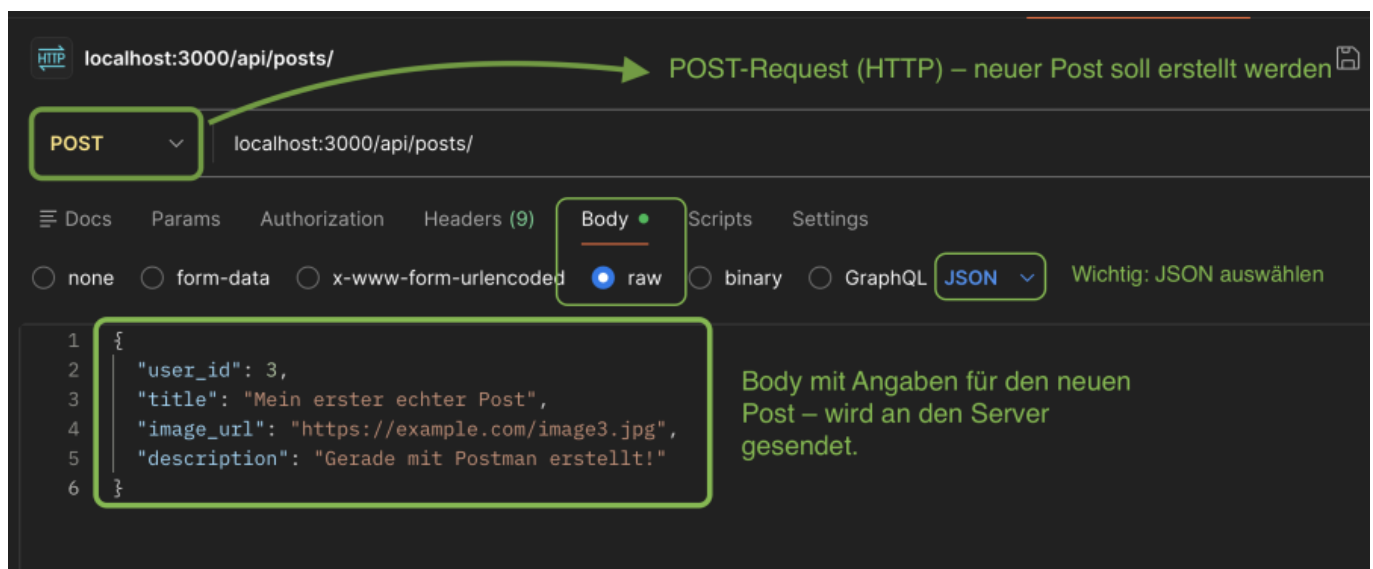 HTTP localhost:3000/api/posts/
POST-Request (HTTP) – neuer Post soll erstellt werden
POST localhost:3000/api/posts/
Docs Params Authorization Headers (9) Body Scripts Settings
none form-data x-www-form-urlencoded raw binary GraphQL JSON Wichtig: JSON auswählen
1 {
2 "user_id": 3,
3 "title": "Mein erster echter Post",
4 "image_url": "https://example.com/image3.jpg",
5 "description": "Gerade mit Postman erstellt!"
6 }
Body mit Angaben für den neuen
Post – wird an den Server
gesendet.